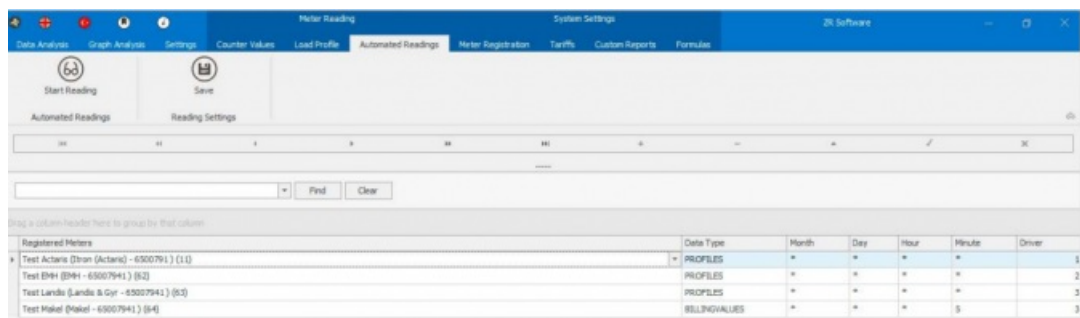 Meter Reading System Settings ZR Software
Data Analysis Graph Analysis Settings Counter Values Load Profile Automated Readings Meter Registration Tariffs Custom Reports Formulas
Start Reading Save
Automated Readings Reading Settings
Find Clear
Drag a column header here to group by that column
Registered Meters Data Type Month Day Hour Minute Driver
Test Actaris (Itron (Actaris) - 6500791 ) (11) PROFILES * * * * 1
Test EMH (EMH - 65007941 ) (62) PROFILES * * * * 2
Test Landis (Landis & Gyr - 65007941 ) (63) PROFILES * * * * 3
Test Makel (Makel - 65007941 ) (64) BILLINGVALUES * * * 5 3